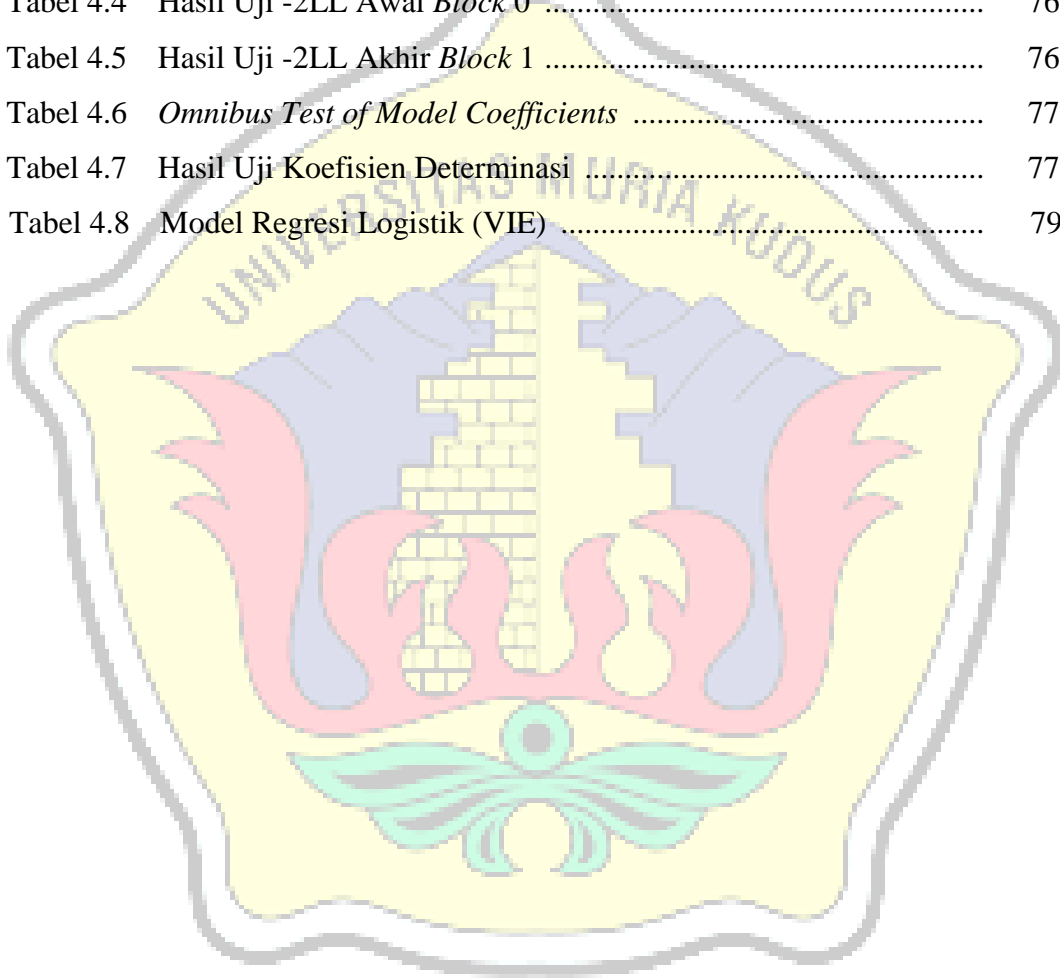 Tabel 4.4 Hasil Uji -2LL Awal Block 0 ........................................................ 76
Tabel 4.5 Hasil Uji -2LL Akhir Block 1 ........................................................ 76
Tabel 4.6 Omnibus Test of Model Coefficients ............................................ 77
Tabel 4.7 Hasil Uji Koefisien Determinasi .................................................. 77
Tabel 4.8 Model Regresi Logistik (VIE) ..................................................... 79
UNIVERSITAS MURIA KUDUS